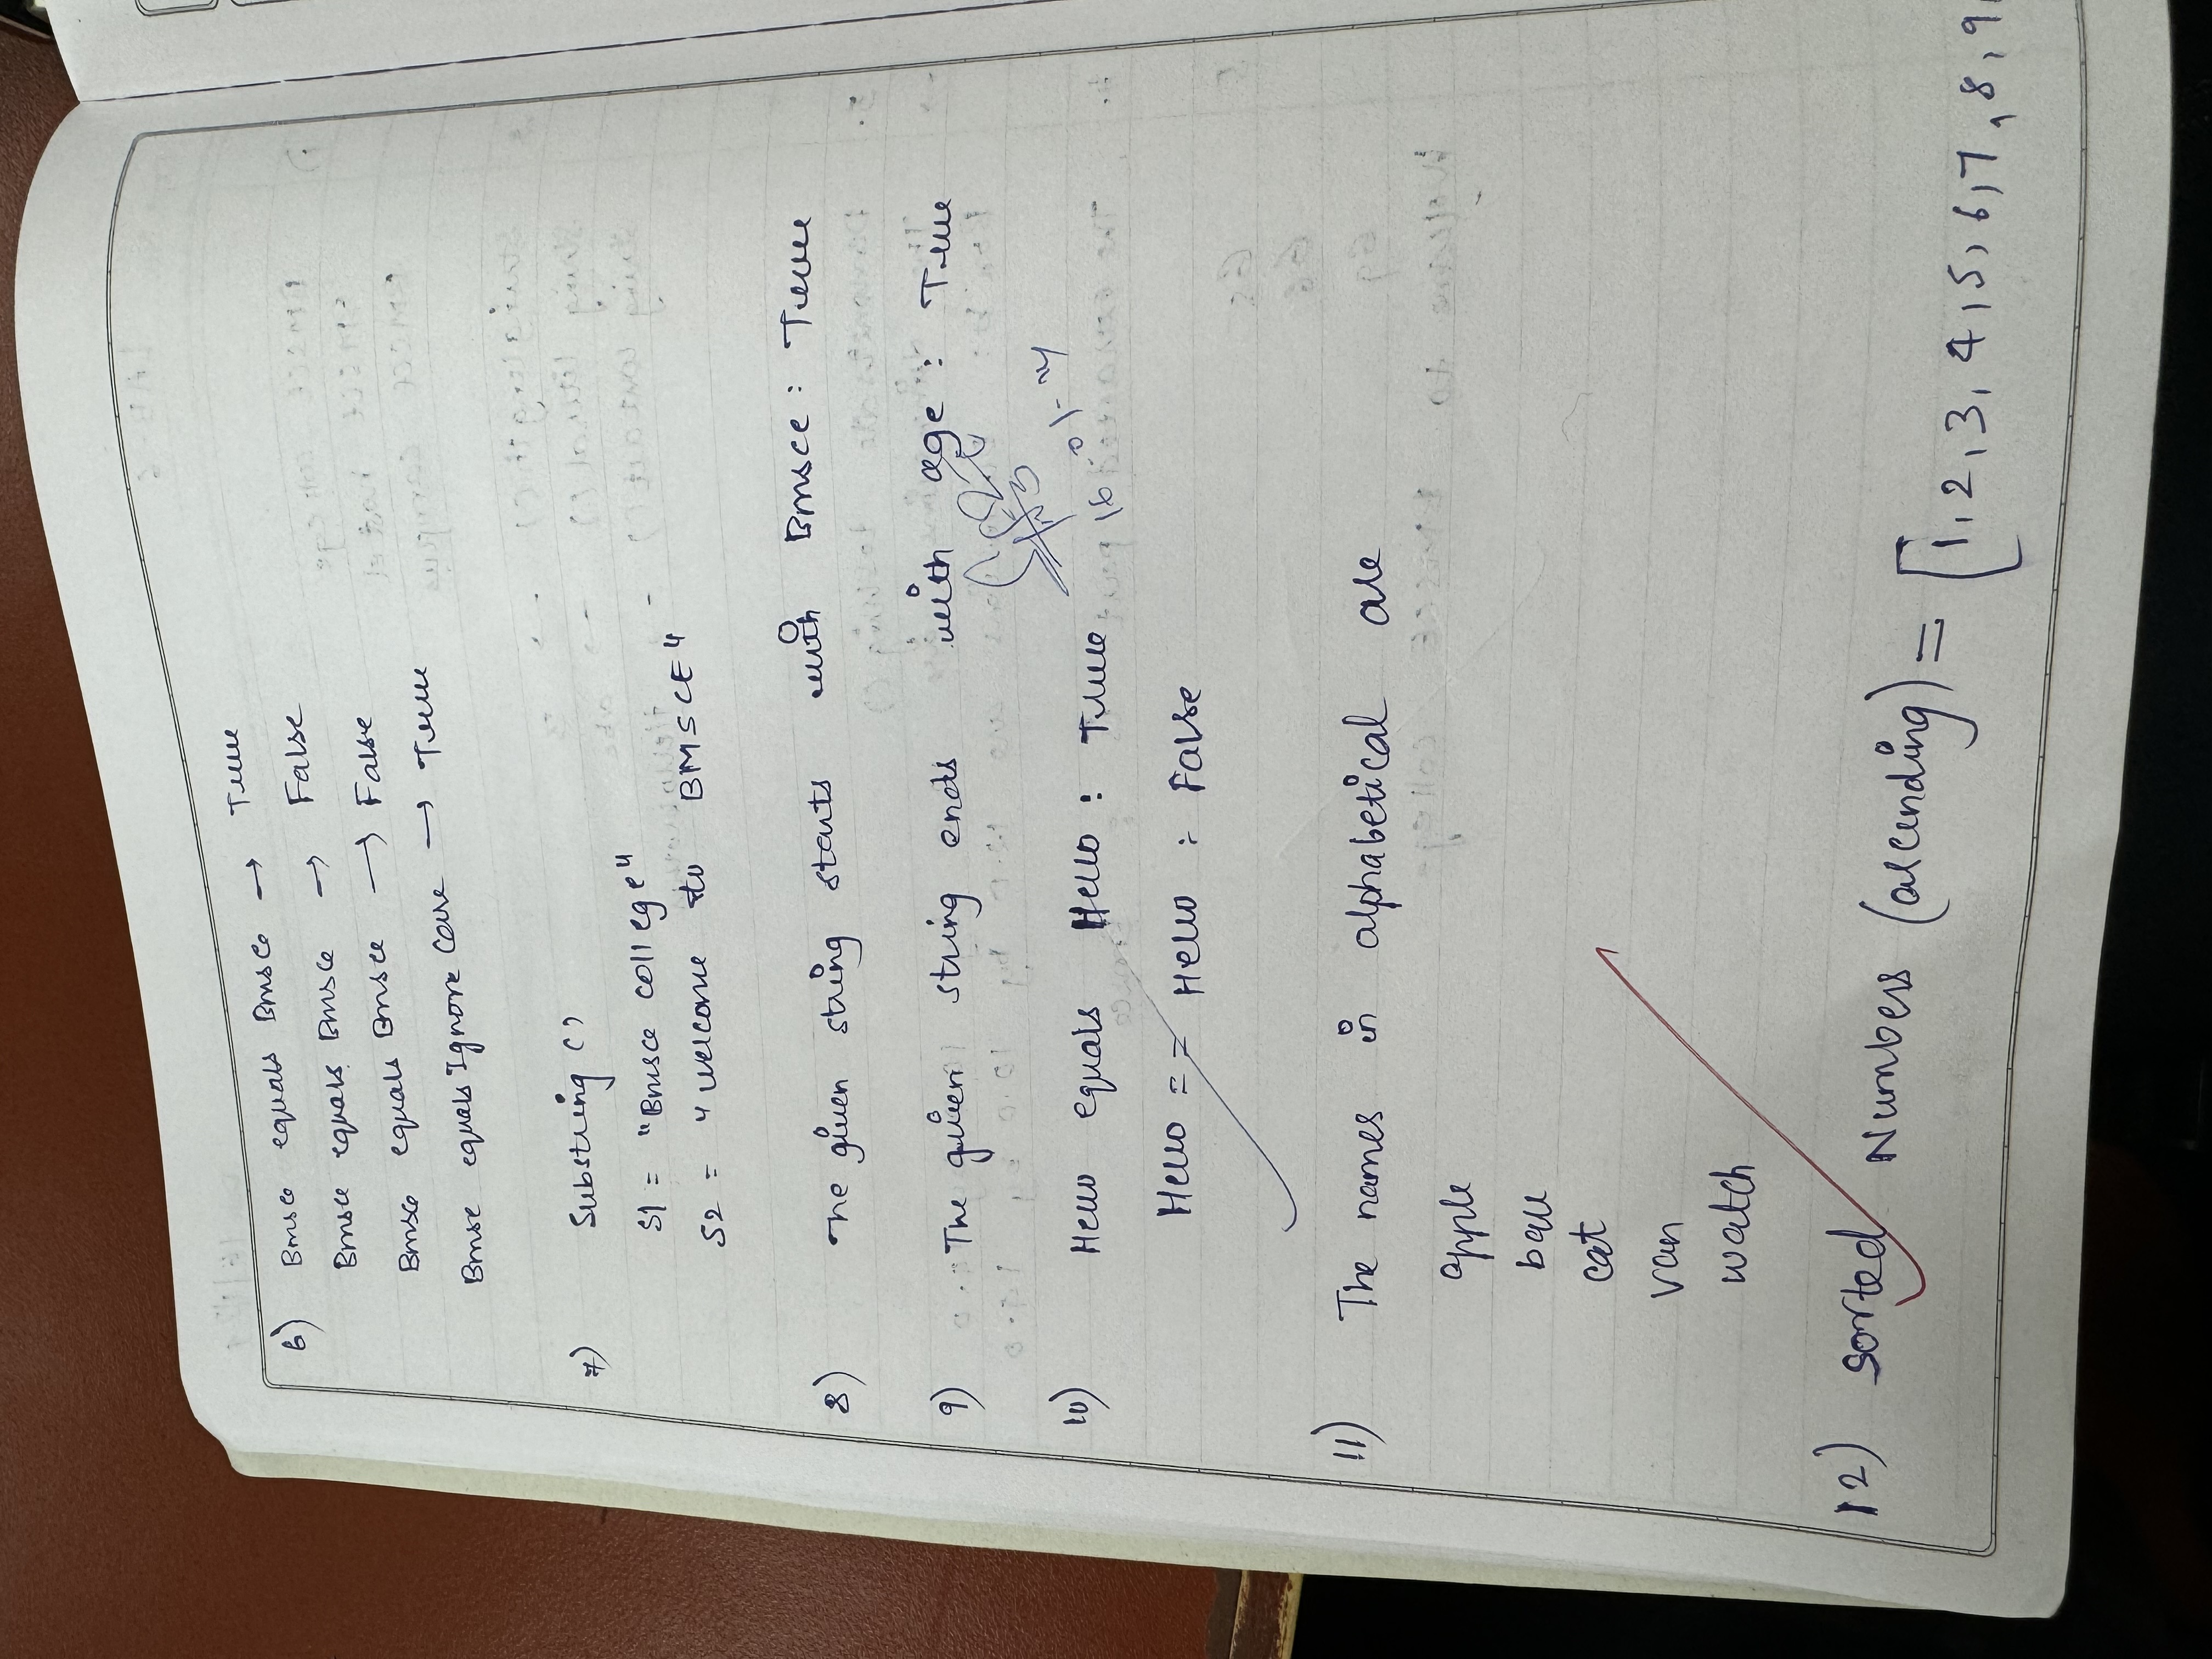 6) Bmsce equals Bmsce → True
Bmsce equals Bmsce → False
Bmsce equals Bmsce → False
Bmse equals Ignore Case → True
7) Substring ()
S1 = "Bmsce college"
S2 = "welcome to BMSCE"
8) The given string starts with Bmsce : True
9) The given string ends with age : True
10) Hello equals Hello : True
16-01-24
Hello == Hello : False
11) The names in alphabetical are
apple
ball
cat
van
watch
12) sorted Numbers (ascending) = [1, 2, 3, 4, 5, 6, 7, 8, 9,